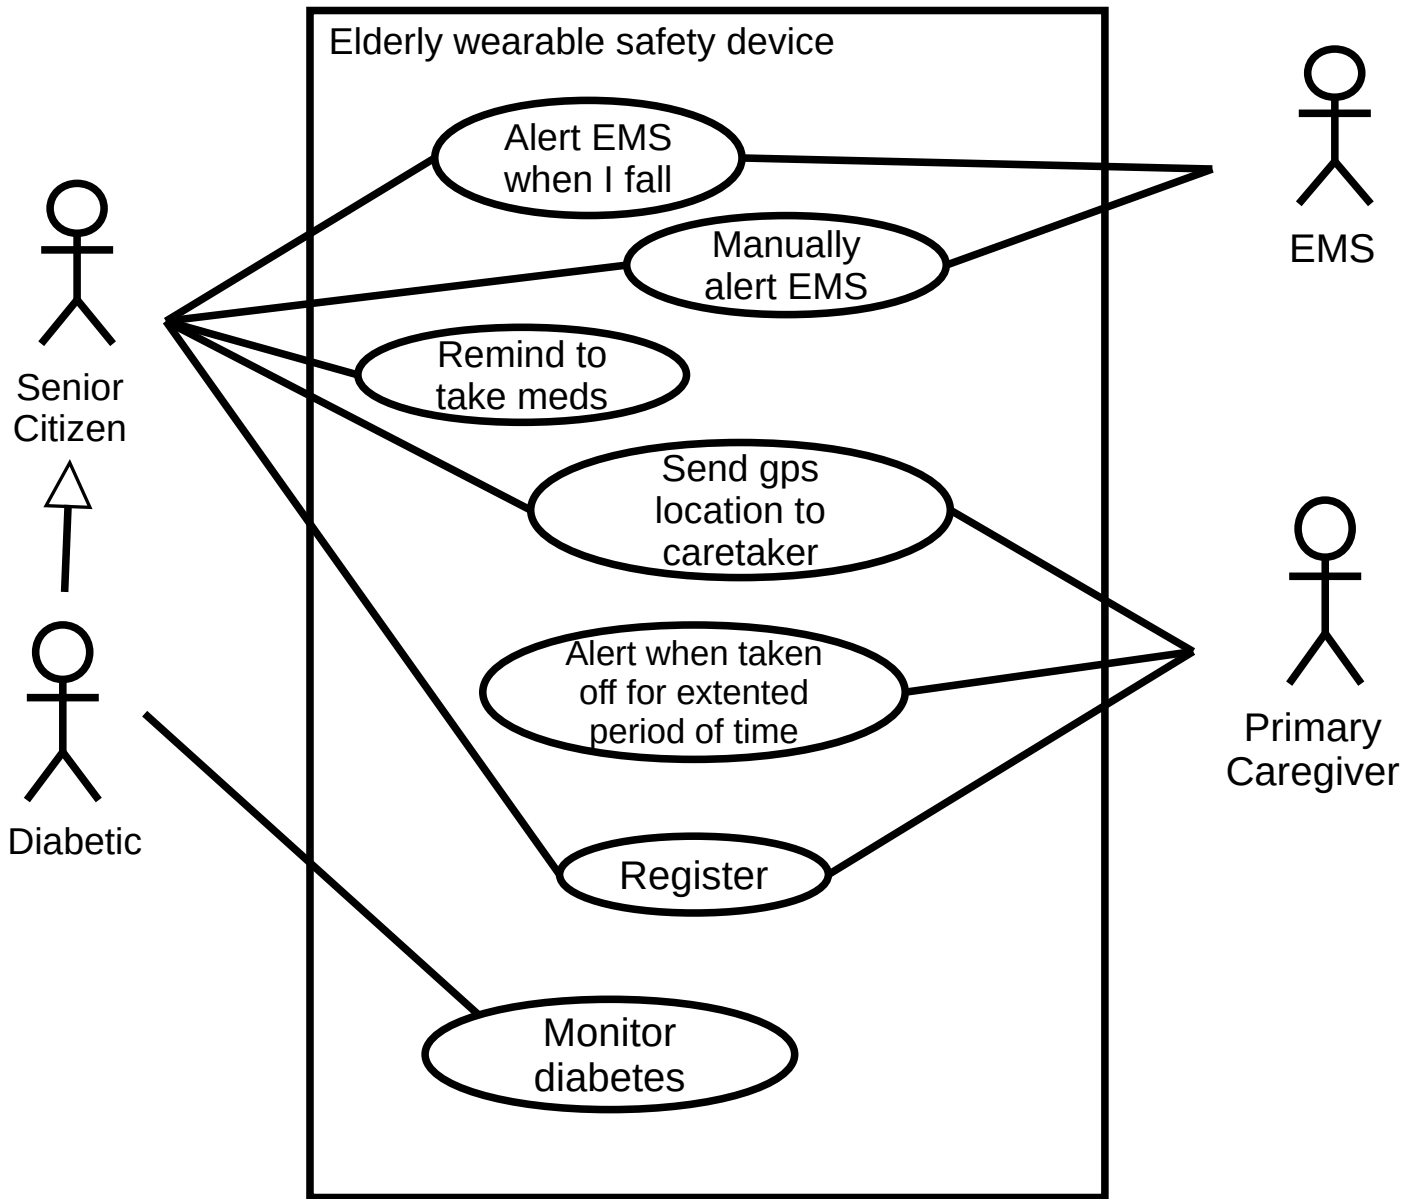 Elderly wearable safety device
Alert EMS
when I fall
Manually
alert EMS
Remind to
take meds
Send gps
location to
caretaker
Alert when taken
off for extented
period of time
Register
Monitor
diabetes
Senior
Citizen
Diabetic
EMS
Primary
Caregiver